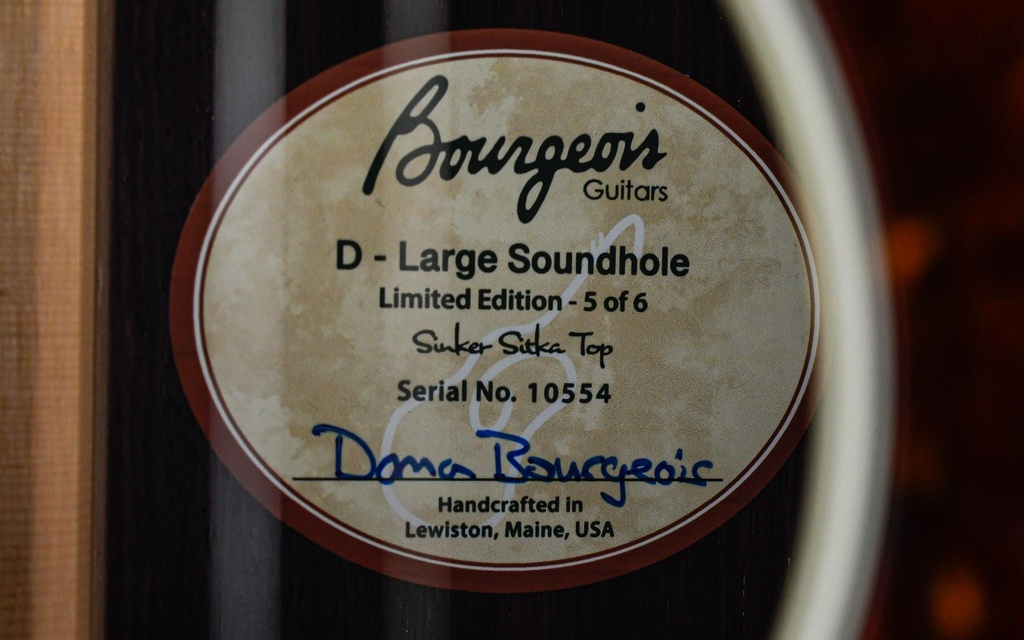 Bourgeois
Guitars
D - Large Soundhole
Limited Edition - 5 of 6
Sinker Sitka Top
Serial No. 10554
Dana Bourgeois
Handcrafted in
Lewiston, Maine, USA